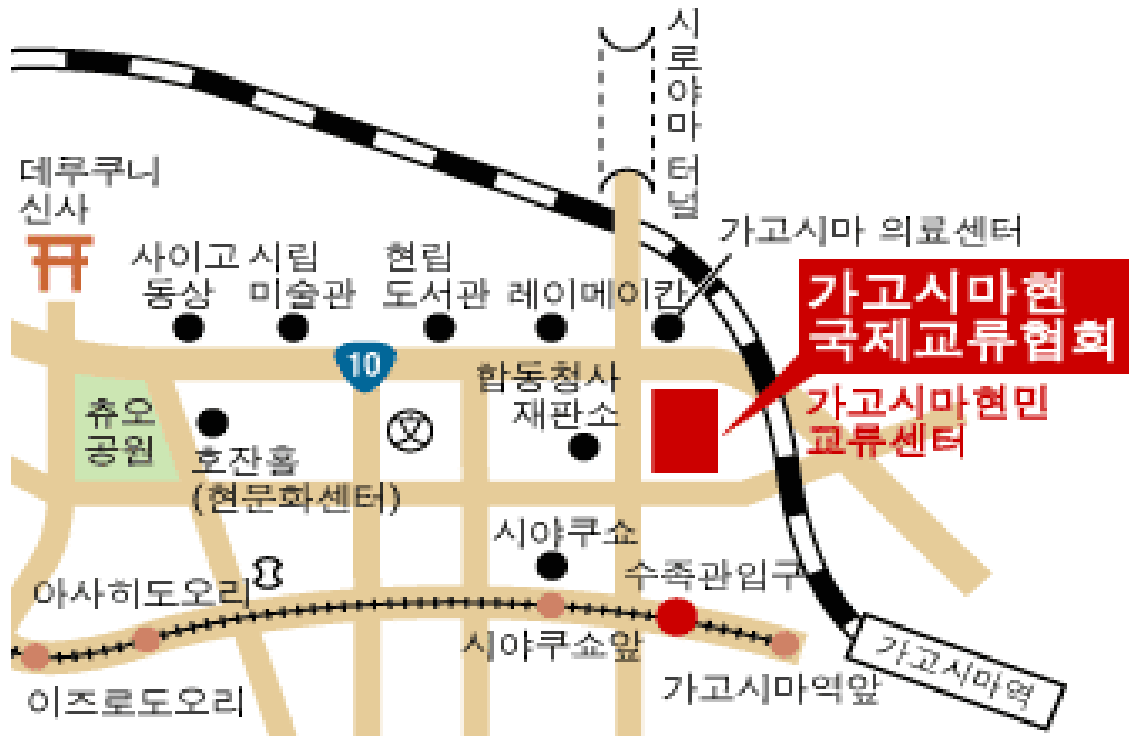 시로야마 터널
데루쿠니
신사
가고시마 의료센터
사이고
동상
시립
미술관
현립
도서관
레이메이칸
가고시마현
국제교류협회
10
합동청사
재판소
가고시마현민
교류센터
츄오
공원
文
호잔홀
(현문화센터)
시야쿠쇼
수족관입구
아사히도오리
시야쿠쇼앞
가고시마역앞
가고시마역
이즈로도오리